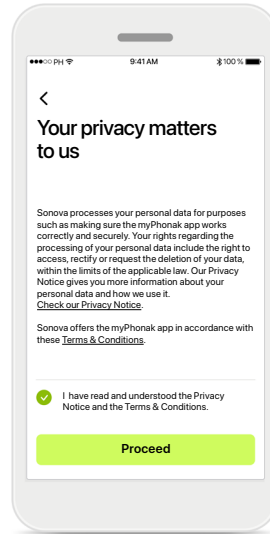 ●●●○○ PH 9:41 AM 100 %
Your privacy matters
to us
Sonova processes your personal data for purposes
such as making sure the myPhonak app works
correctly and securely. Your rights regarding the
processing of your personal data include the right to
access, rectify or request the deletion of your data,
within the limits of the applicable law. Our Privacy
Notice gives you more information about your
personal data and how we use it.
Check our Privacy Notice.
Sonova offers the myPhonak app in accordance with
these Terms & Conditions.
I have read and understood the Privacy
Notice and the Terms & Conditions.
Proceed